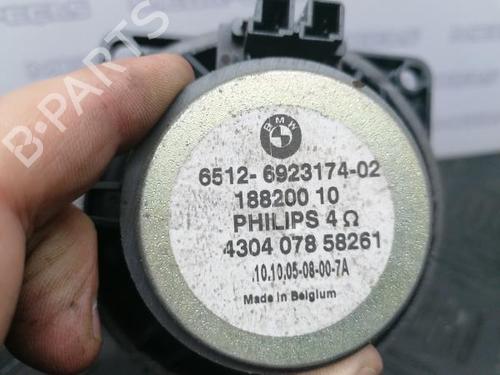 BMW
6512- 6923174-02
188200 10
PHILIPS 4 Ω
4304 078 58261
10.10.05-08-00-7A
Made in Belgium
B-PARTS